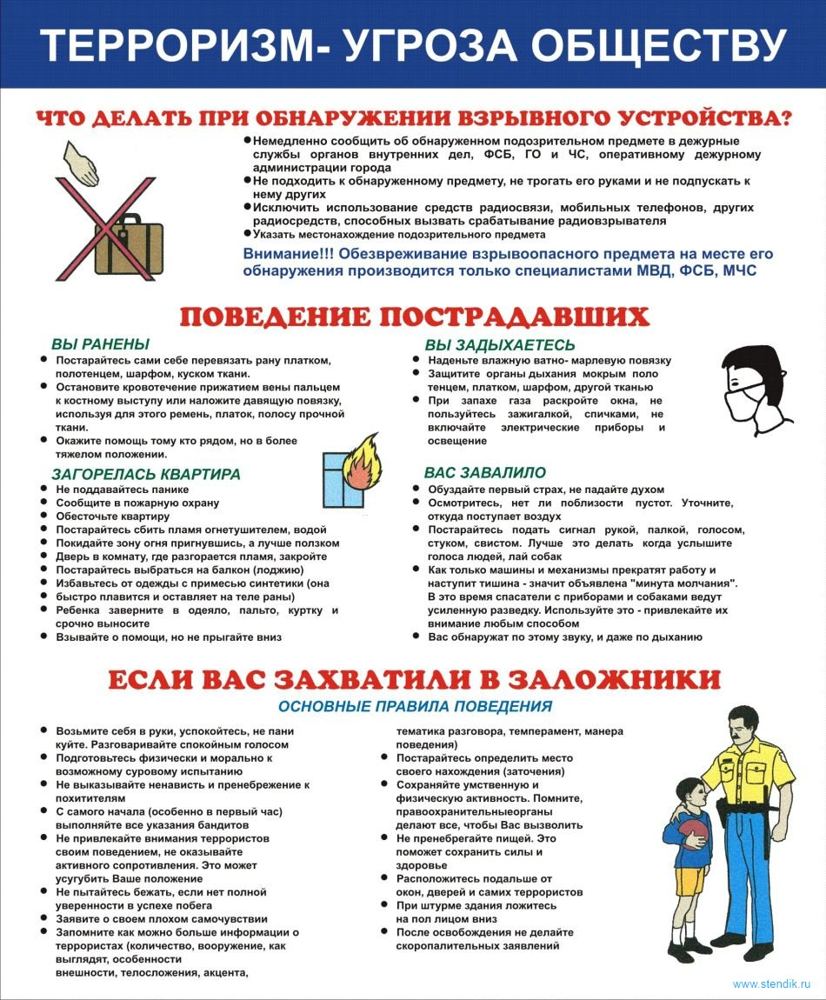 ТЕРРОРИЗМ- УГРОЗА ОБЩЕСТВУ
ЧТО ДЕЛАТЬ ПРИ ОБНАРУЖЕНИИ ВЗРЫВНОГО УСТРОЙСТВА?
●Немедленно сообщить об обнаруженном подозрительном предмете в дежурные
службы органов внутренних дел, ФСБ, ГО и ЧС, оперативному дежурному
администрации города
●Не подходить к обнаруженному предмету, не трогать его руками и не подпускать к
нему других
●Исключить использование средств радиосвязи, мобильных телефонов, других
радиосредств, способных вызвать срабатывание радиовзрывателя
●Указать местонахождение подозрительного предмета
Внимание!!! Обезвреживание взрывоопасного предмета на месте его
обнаружения производится только специалистами МВД, ФСБ, МЧС
ПОВЕДЕНИЕ ПОСТРАДАВШИХ
ВЫ РАНЕНЫ
● Постарайтесь сами себе перевязать рану платком,
полотенцем, шарфом, куском ткани.
● Остановите кровотечение прижатием вены пальцем
к костному выступу или наложите давящую повязку,
используя для этого ремень, платок, полосу прочной
ткани.
● Окажите помощь тому кто рядом, но в более
тяжелом положении.
ЗАГОРЕЛАСЬ КВАРТИРА
● Не поддавайтесь панике
● Сообщите в пожарную охрану
● Обесточьте квартиру
● Постарайтесь сбить пламя огнетушителем, водой
● Покидайте зону огня пригнувшись, а лучше ползком
● Дверь в комнату, где разгорается пламя, закройте
● Постарайтесь выбраться на балкон (лоджию)
● Избавьтесь от одежды с примесью синтетики (она
● быстро плавится и оставляет на теле раны)
● Ребенка заверните в одеяло, пальто, куртку и
срочно выносите
● Взывайте о помощи, но не прыгайте вниз
ВЫ ЗАДЫХАЕТЕСЬ
● Наденьте влажную ватно- марлевую повязку
● Защитите органы дыхания мокрым поло
тенцем, платком, шарфом, другой тканью
● При запахе газа раскройте окна, не
пользуйтесь зажигалкой, спичками, не
включайте электрические приборы и
освещение
ВАС ЗАВАЛИЛО
● Обуздайте первый страх, не падайте духом
● Осмотритесь, нет ли поблизости пустот. Уточните,
откуда поступает воздух
● Постарайтесь подать сигнал рукой, палкой, голосом,
стуком, свистом. Лучше это делать когда услышите
голоса людей, лай собак
● Как только машины и механизмы прекратят работу и
наступит тишина - значит объявлена "минута молчания".
В это время спасатели с приборами и собаками ведут
усиленную разведку. Используйте это - привлекайте их
внимание любым способом
● Вас обнаружат по этому звуку, и даже по дыханию
ЕСЛИ ВАС ЗАХВАТИЛИ В ЗАЛОЖНИКИ
ОСНОВНЫЕ ПРАВИЛА ПОВЕДЕНИЯ
● Возьмите себя в руки, успокойтесь, не пани
куйте. Разговаривайте спокойным голосом
● Подготовьтесь физически и морально к
возможному суровому испытанию
● Не выказывайте ненависть и пренебрежение к
похитителям
● С самого начала (особенно в первый час)
выполняйте все указания бандитов
● Не привлекайте внимания террористов
своим поведением, не оказывайте
активного сопротивления. Это может
усугубить Ваше положение
● Не пытайтесь бежать, если нет полной
уверенности в успехе побега
● Заявите о своем плохом самочувствии
● Запомните как можно больше информации о
террористах (количество, вооружение, как
выглядят, особенности
внешности, телосложения, акцента,
тематика разговора, темперамент, манера
поведения)
● Постарайтесь определить место
своего нахождения (заточения)
● Сохраняйте умственную и
физическую активность. Помните,
правоохранительныеорганы
делают все, чтобы Вас вызволить
● Не пренебрегайте пищей. Это
поможет сохранить силы и
здоровье
● Расположитесь подальше от
окон, дверей и самих террористов
● При штурме здания ложитесь
на пол лицом вниз
● После освобождения не делайте
скоропалительных заявлений
www.stendik.ru